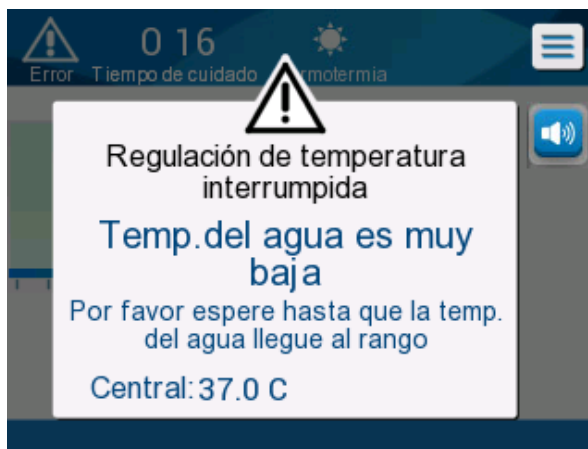 0 16
Error Tiempo de cuidado rmotermia
Regulación de temperatura
interrumpida
Temp.del agua es muy
baja
Por favor espere hasta que la temp.
del agua llegue al rango
Central: 37.0 C